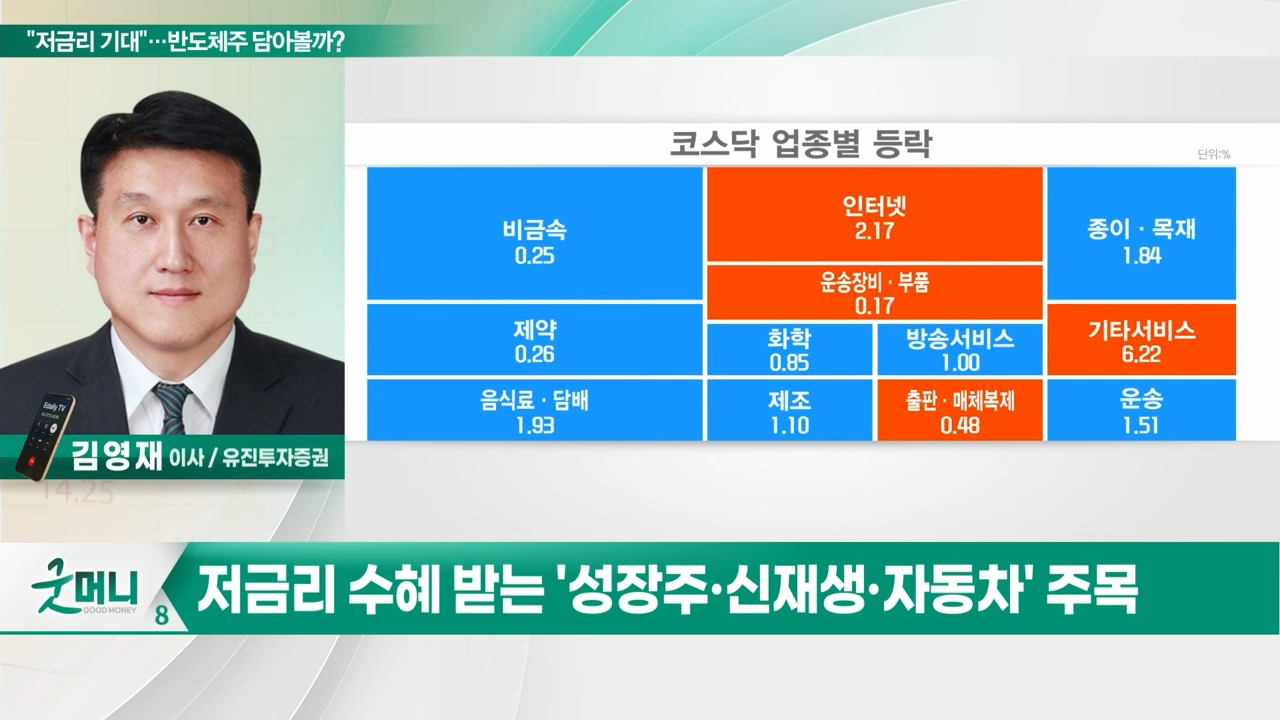 "저금리 기대"…반도체주 담아볼까?
코스닥 업종별 등락
단위:%
비금속
0.25
인터넷
2.17
종이·목재
1.84
운송장비·부품
0.17
제약
0.26
화학
0.85
방송서비스
1.00
기타서비스
6.22
음식료·담배
1.93
제조
1.10
출판·매체복제
0.48
운송
1.51
Edaily TV
김영재 이사 / 유진투자증권
14.25
굿머니
GOOD MONEY
8
저금리 수혜 받는 '성장주·신재생·자동차' 주목